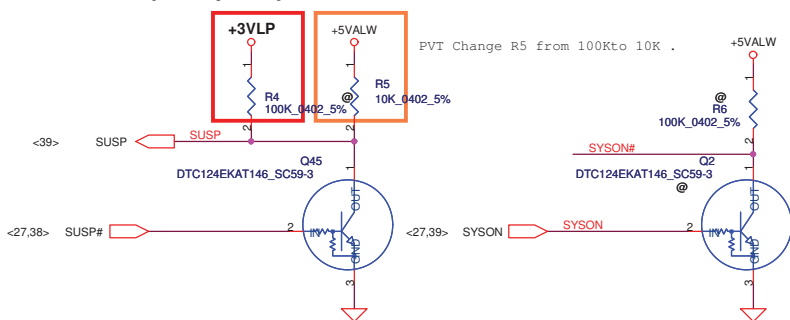 +3VLP
+5VALW
PVT Change R5 from 100Kto 10K .
+5VALW
1
1
1
R4
100K_0402_5%
@
R5
10K_0402_5%
@
R6
100K_0402_5%
2
2
2
<39>
SUSP
SUSP
SYSON#
Q45
DTC124EKAT146_SC59-3
1
OUT
Q2
DTC124EKAT146_SC59-3
@
1
OUT
<27,38>
SUSP#
2
IN
GND
3
<27,39>
SYSON
SYSON
2
IN
GND
3